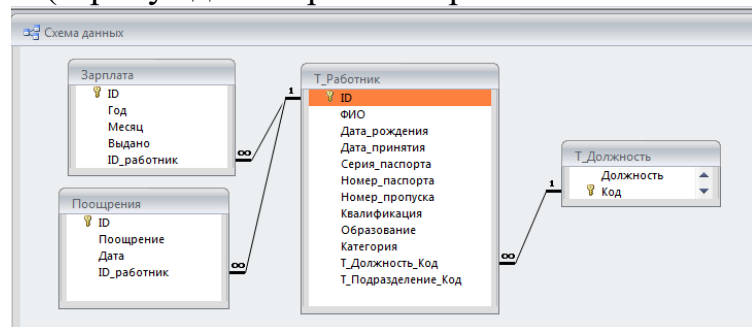 Схема данных
Зарплата
ID
Год
Месяц
Выдано
ID_работник
Поощрения
ID
Поощрение
Дата
ID_работник
Т_Работник
ID
ФИО
Дата_рождения
Дата_принятия
Серия_паспорта
Номер_паспорта
Номер_пропуска
Квалификация
Образование
Категория
Т_Должность_Код
Т_Подразделение_Код
Т_Должность
Должность
Код
1
∞
∞
1
∞